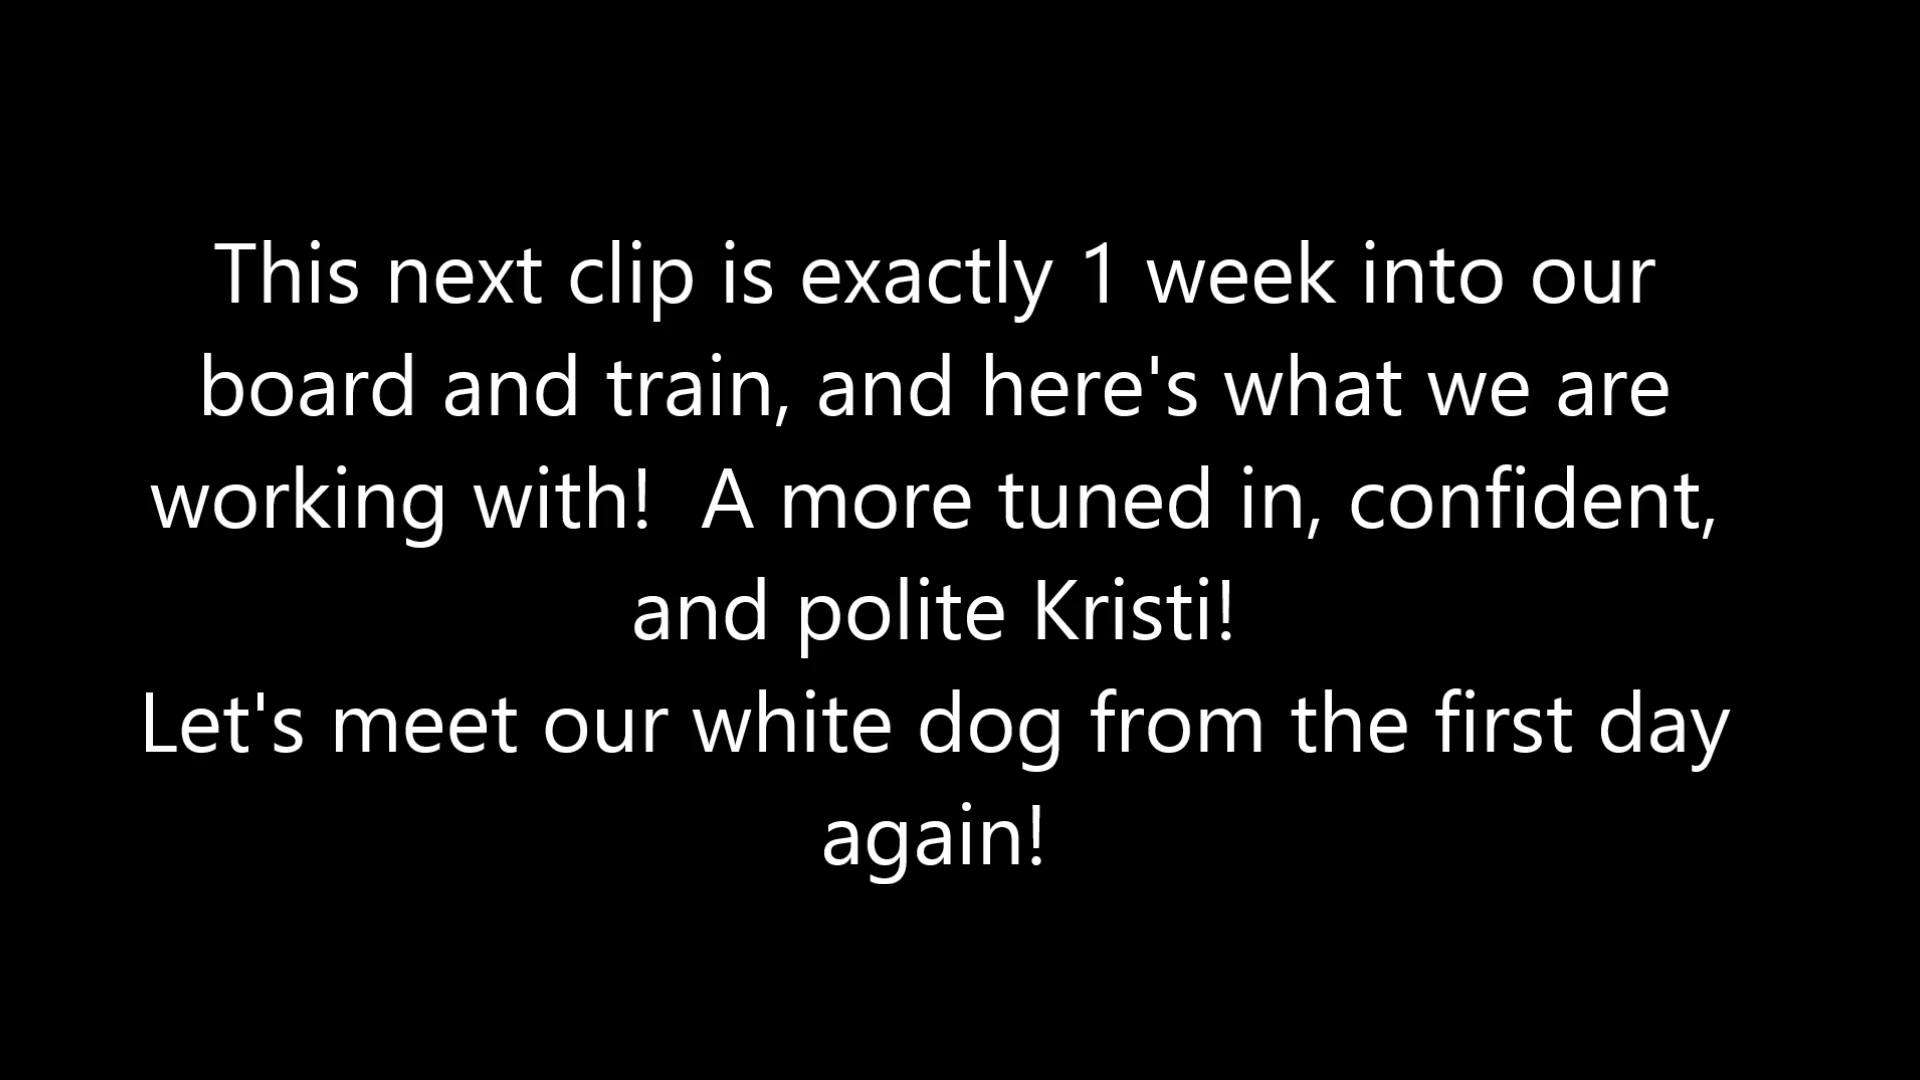 This next clip is exactly 1 week into our
board and train, and here's what we are
working with!  A more tuned in, confident,
and polite Kristi!
Let's meet our white dog from the first day
again!